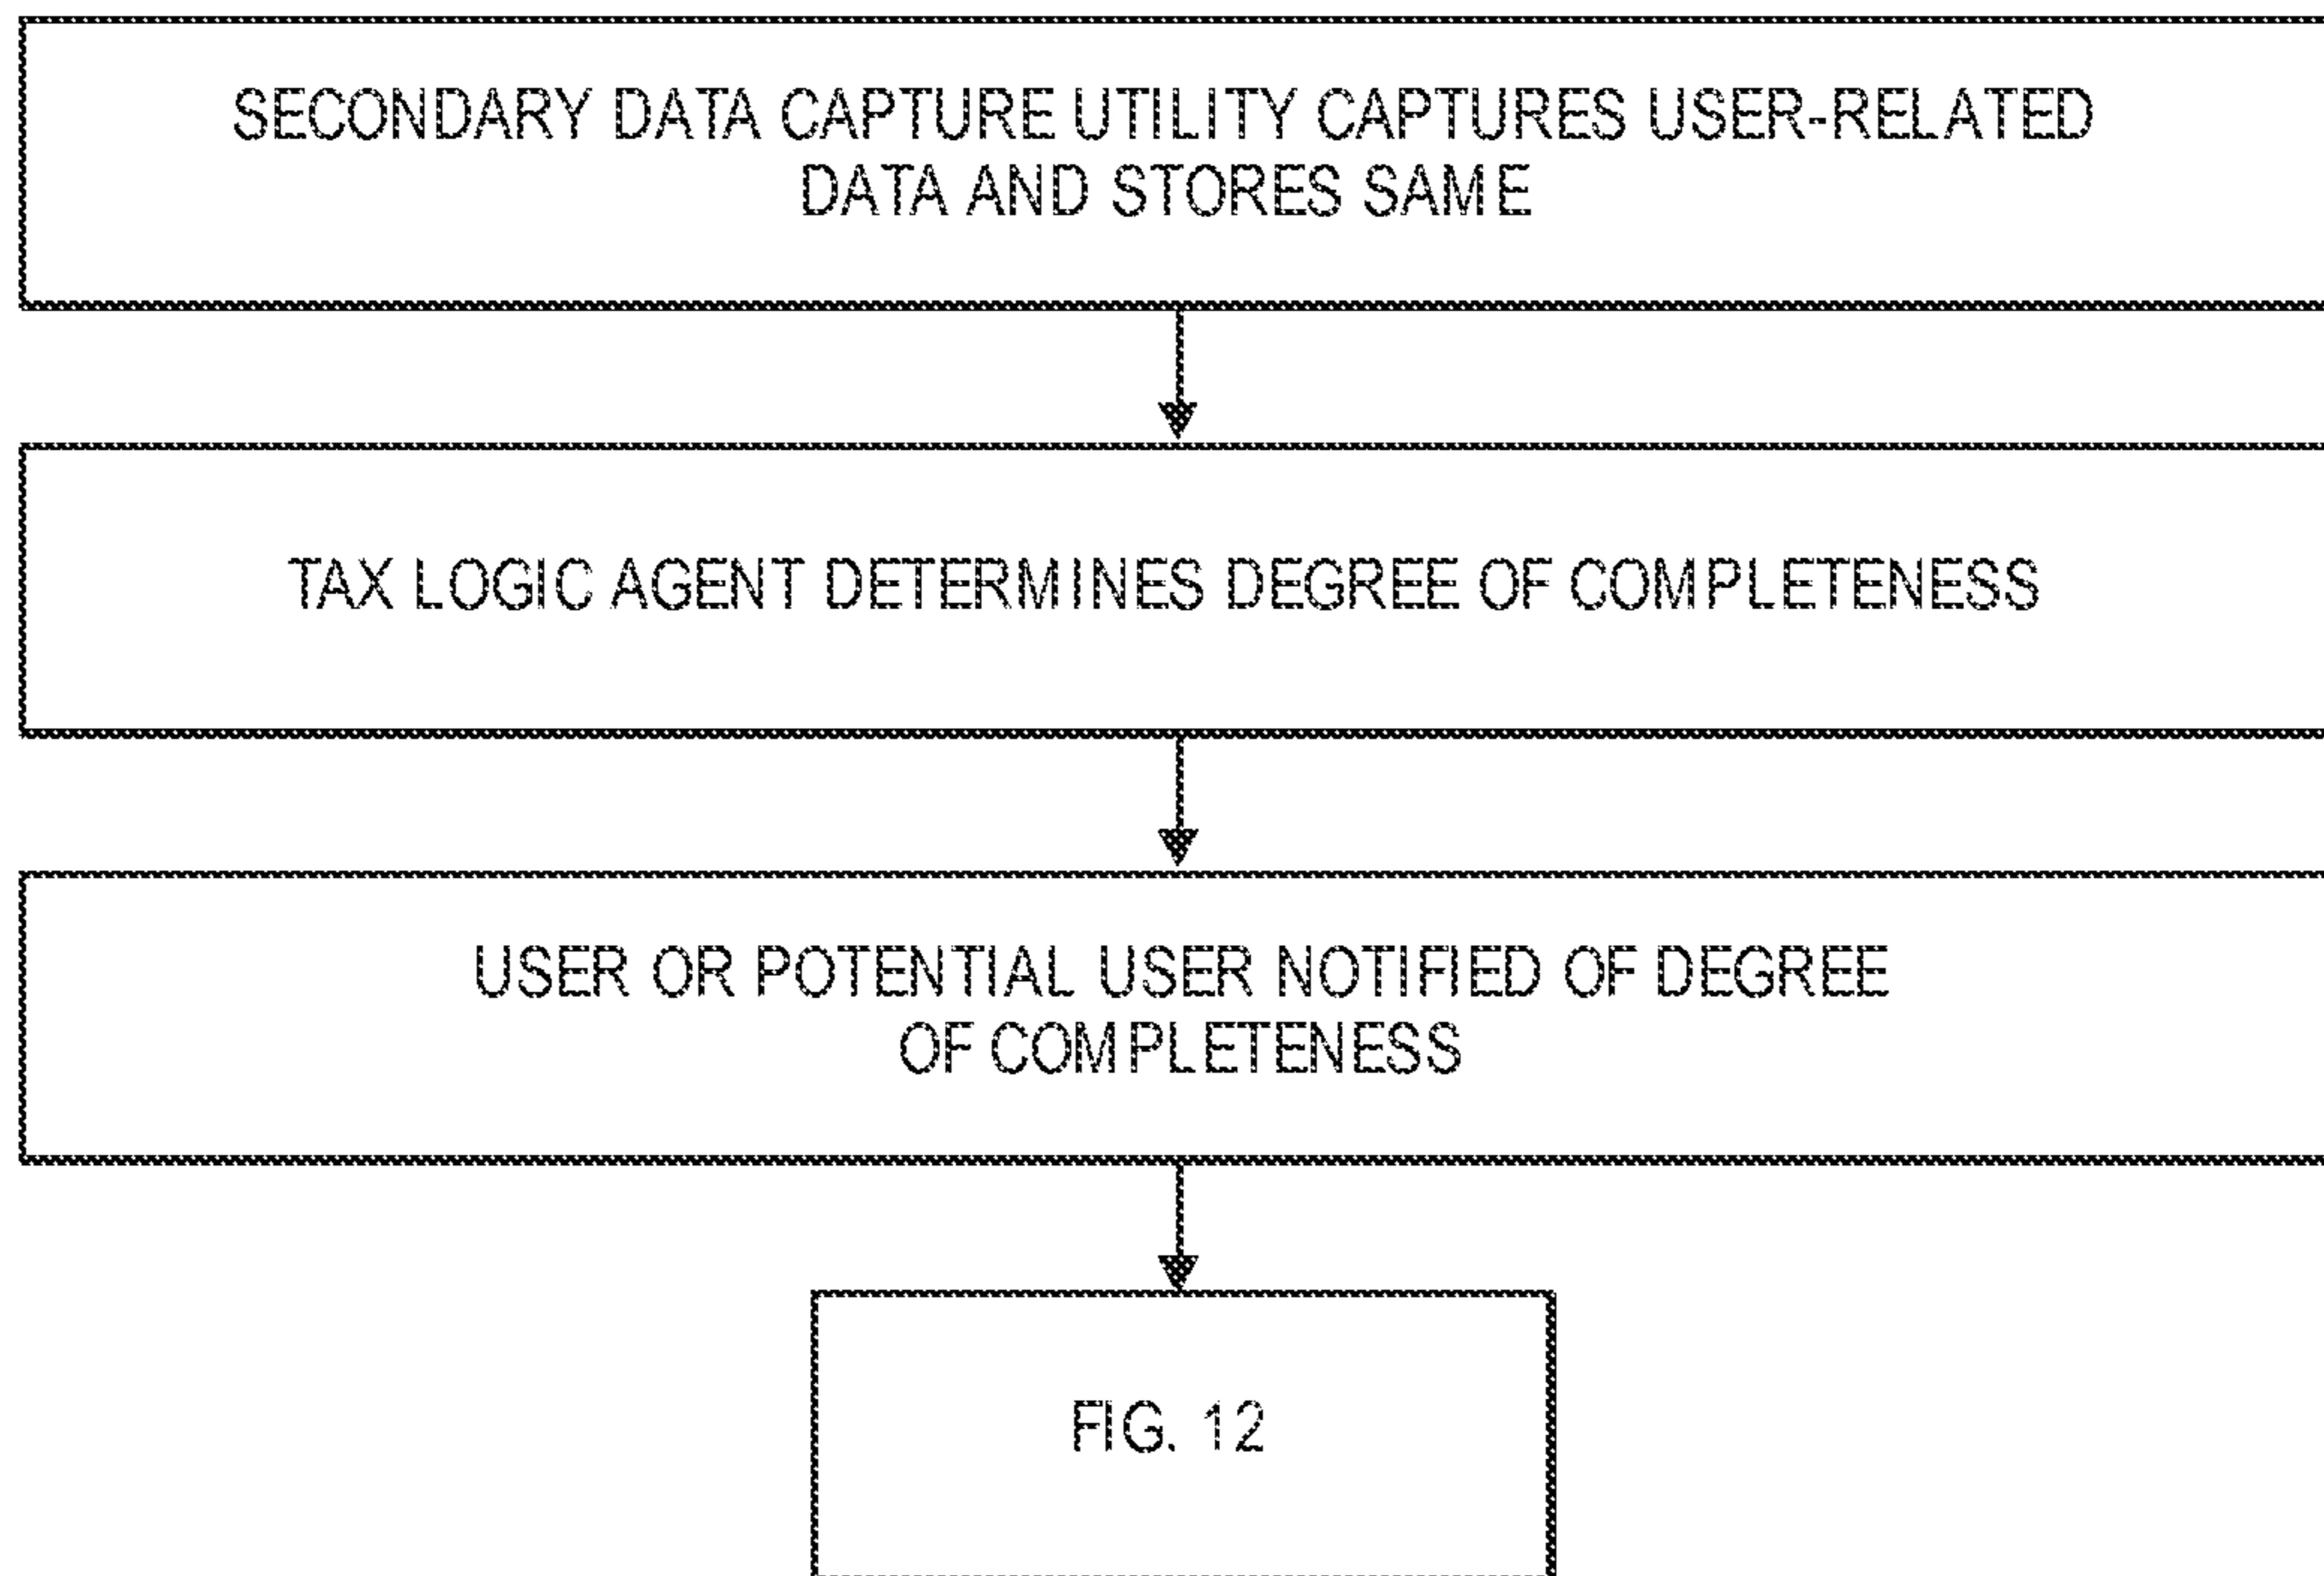 SECONDARY DATA CAPTURE UTILITY CAPTURES USER-RELATED
DATA AND STORES SAME
TAX LOGIC AGENT DETERMINES DEGREE OF COMPLETENESS
USER OR POTENTIAL USER NOTIFIED OF DEGREE
OF COMPLETENESS
FIG. 12